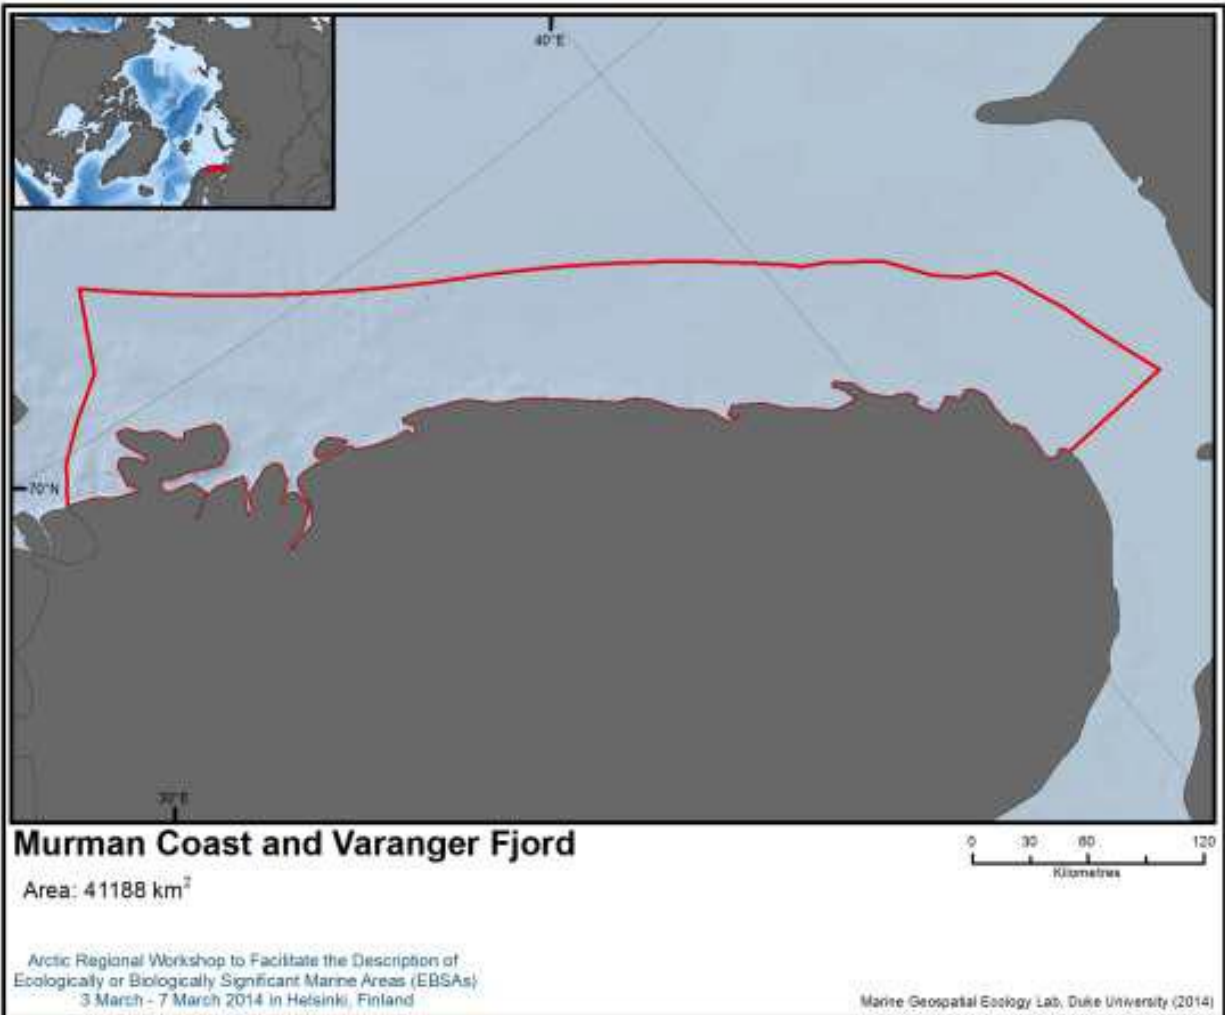 40°E
70°N
30°E
Murman Coast and Varanger Fjord
Area: 41188 km²
0 30 60 120
Kilometres
Arctic Regional Workshop to Facilitate the Description of
Ecologically or Biologically Significant Marine Areas (EBSAs)
3 March - 7 March 2014 in Helsinki, Finland
Marine Geospatial Ecology Lab, Duke University (2014)